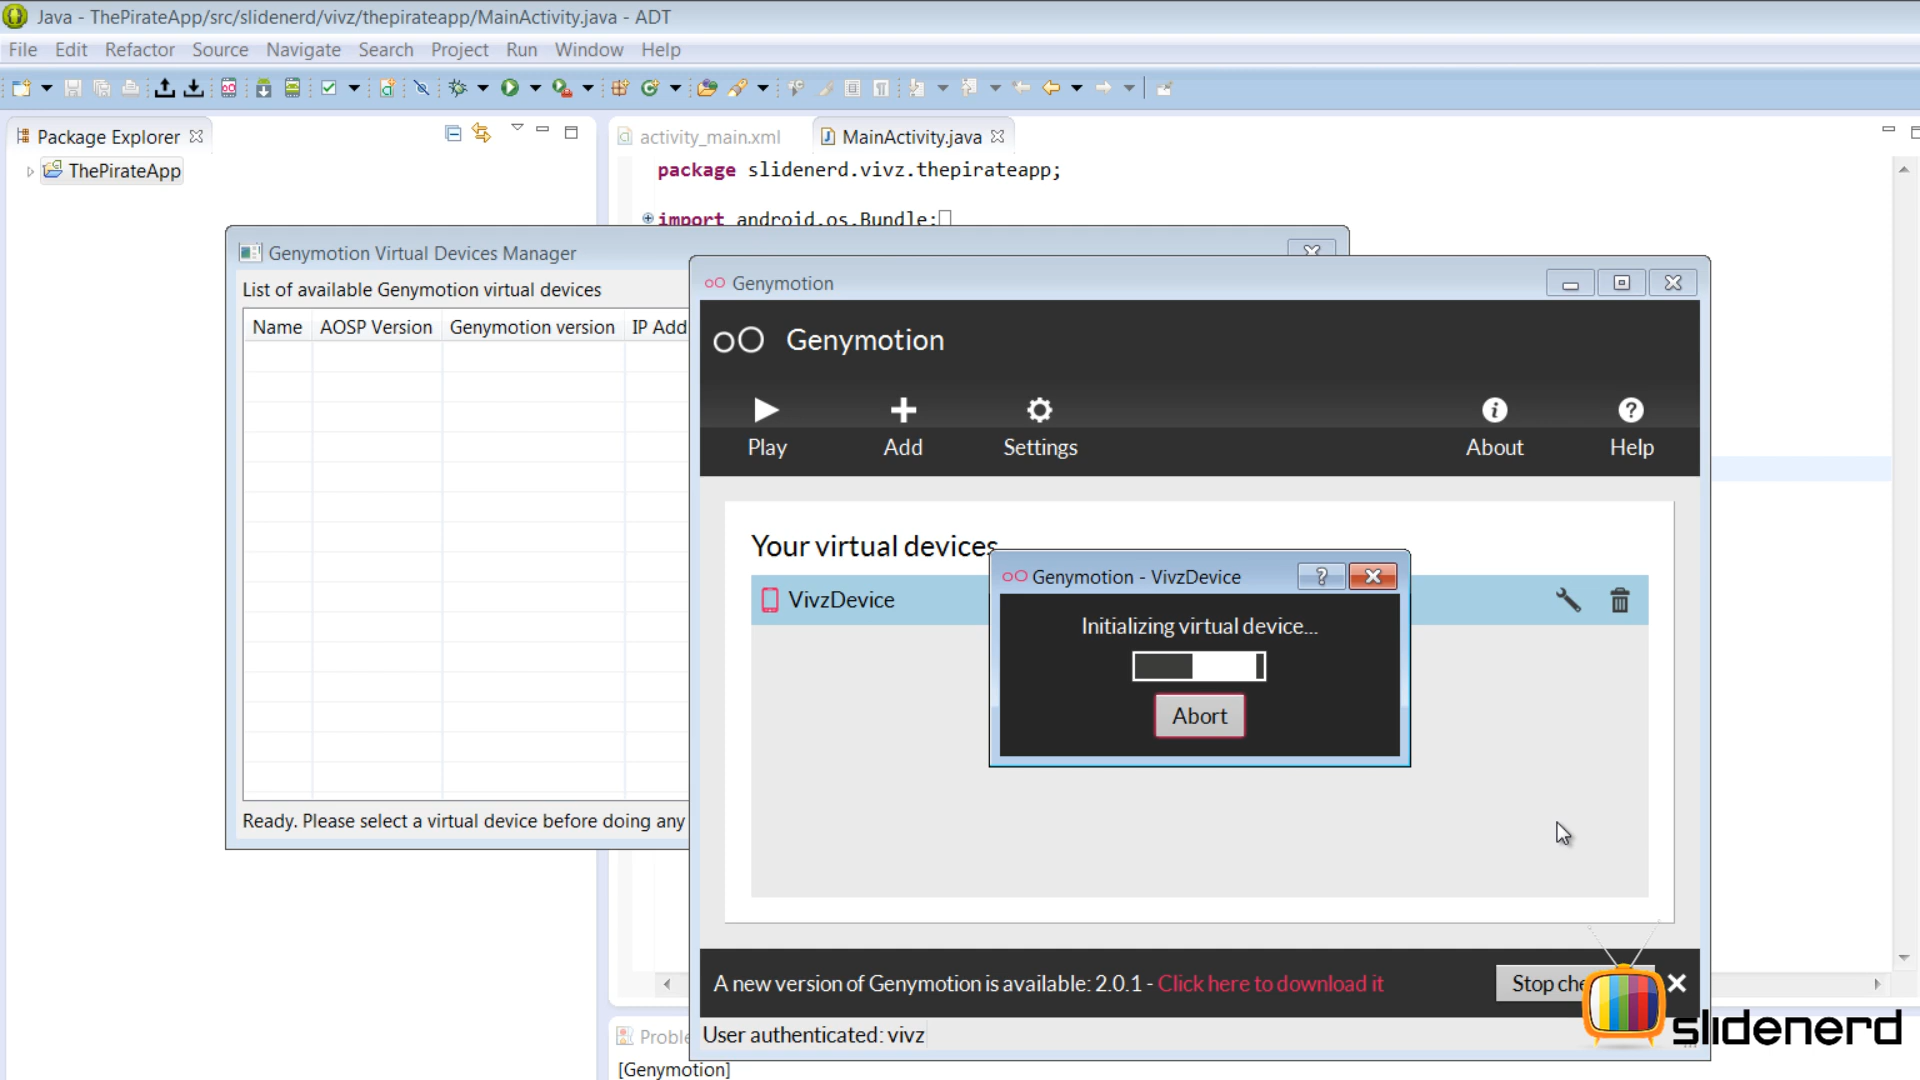 Java - ThePirateApp/src/slidenerd/vivz/thepirateapp/MainActivity.java - ADT
File Edit Refactor Source Navigate Search Project Run Window Help
Package Explorer
activity_main.xml
MainActivity.java
ThePirateApp
package slidenerd.vivz.thepirateapp;
import android.os.Bundle;
Genymotion Virtual Devices Manager
List of available Genymotion virtual devices
Name AOSP Version Genymotion version IP Add
Ready. Please select a virtual device before doing any
Genymotion
Genymotion
Play Add Settings About Help
Your virtual devices
VivzDevice
Genymotion - VivzDevice
Initializing virtual device...
Abort
A new version of Genymotion is available: 2.0.1 - Click here to download it
Stop che
User authenticated: vivz
Proble
[Genymotion]
slidenerd